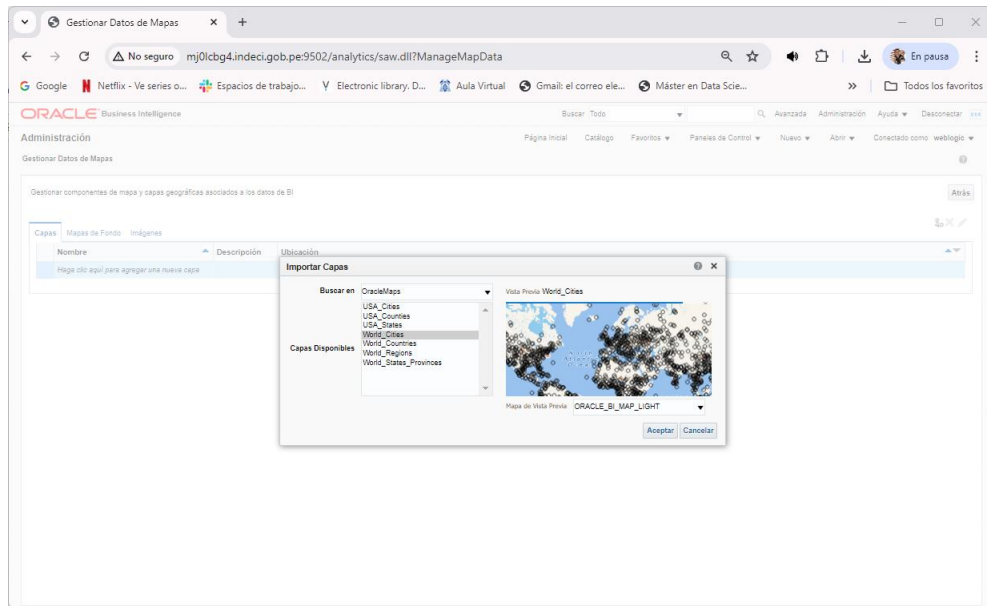 Gestionar Datos de Mapas
No seguro mj0lcbg4.indeci.gob.pe:9502/analytics/saw.dll?ManageMapData En pausa
Google Netflix - Ve series o... Espacios de trabajo... Electronic library. D... Aula Virtual Gmail: el correo ele... Máster en Data Scie... » Todos los favoritos
ORACLE Business Intelligence Buscar Todo Avanzada Administración Ayuda Desconectar
Administración Página Inicial Catálogo Favoritos Paneles de Control Nuevo Abrir Conectado como weblogic
Gestionar Datos de Mapas
Gestionar componentes de mapa y capas geográficas asociados a los datos de BI Atrás
Capas Mapas de Fondo Imágenes
Nombre Descripción Ubicación
Haga clic aquí para agregar una nueva capa
Importar Capas
Buscar en OracleMaps
Vista Previa World_Cities
Capas Disponibles
USA_Cities
USA_Counties
USA_States
World_Cities
World_Countries
World_Regions
World_States_Provinces
Mapa de Vista Previa ORACLE_BI_MAP_LIGHT
Aceptar Cancelar